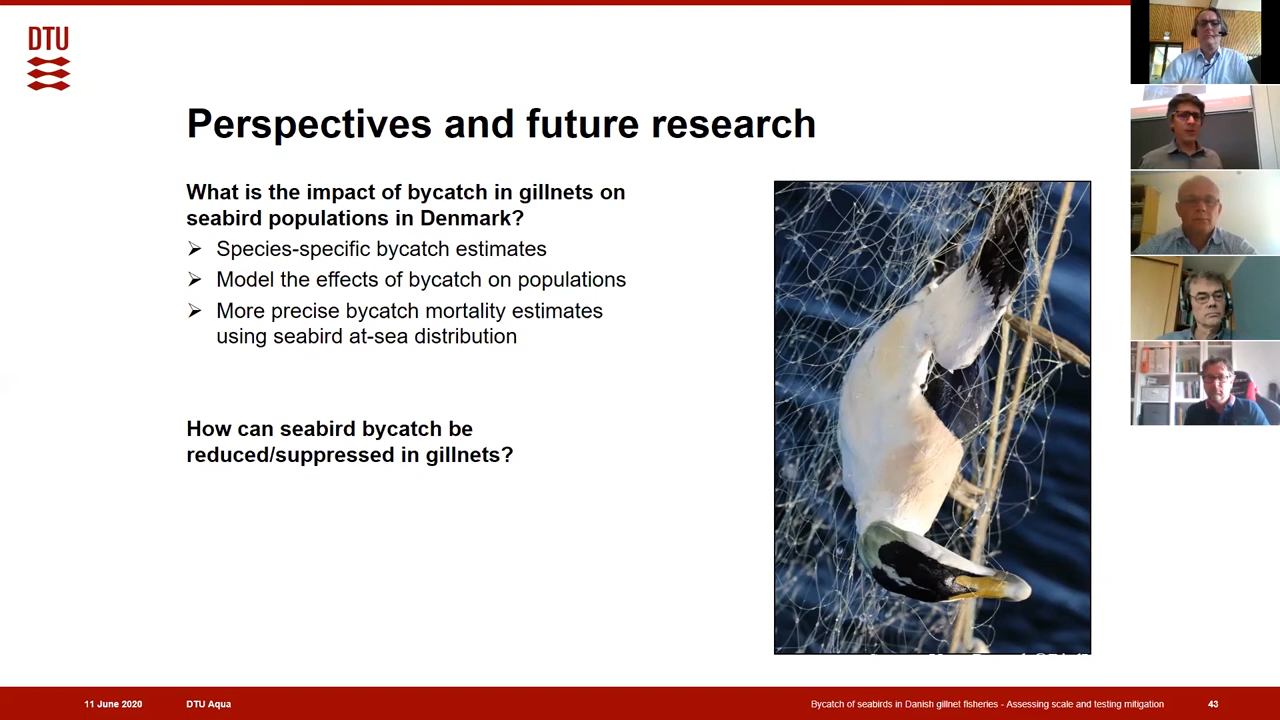 DTU
Perspectives and future research
What is the impact of bycatch in gillnets on
seabird populations in Denmark?
Species-specific bycatch estimates
Model the effects of bycatch on populations
More precise bycatch mortality estimates
using seabird at-sea distribution
How can seabird bycatch be
reduced/suppressed in gillnets?
11 June 2020
DTU Aqua
Bycatch of seabirds in Danish gillnet fisheries - Assessing scale and testing mitigation
43